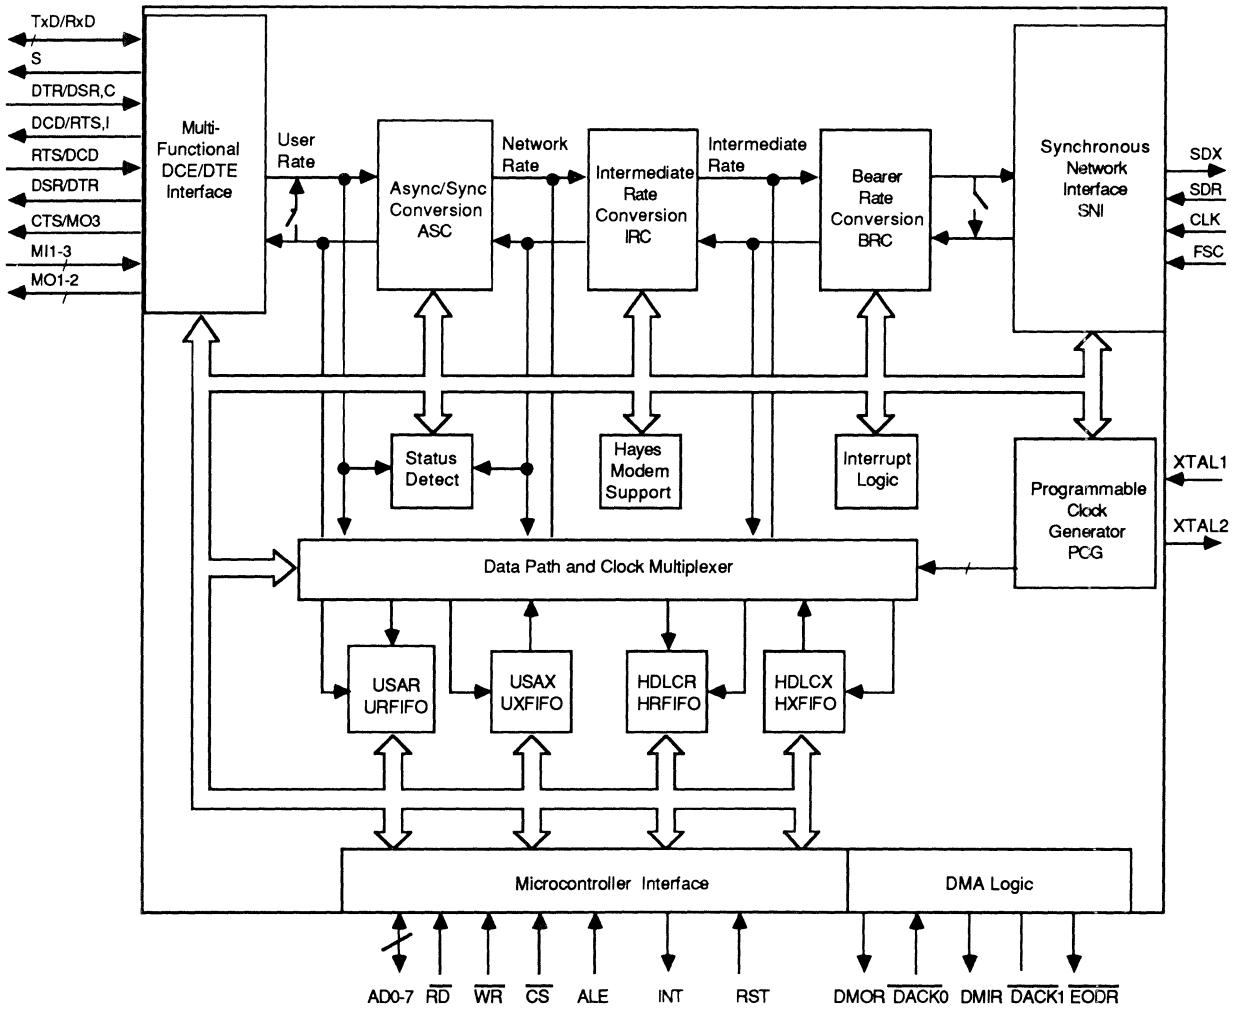 TxD/RxD
S
DTR/DSR,C
DCD/RTS,I
RTS/DCD
DSR/DTR
CTS/MO3
MI1-3
MO1-2
Multi-
Functional
DCE/DTE
Interface
User
Rate
Async/Sync
Conversion
ASC
Network
Rate
Intermediate
Rate
Conversion
IRC
Intermediate
Rate
Bearer
Rate
Conversion
BRC
Synchronous
Network
Interface
SNI
SDX
SDR
CLK
FSC
Status
Detect
Hayes
Modem
Support
Interrupt
Logic
Programmable
Clock
Generator
PCG
XTAL1
XTAL2
Data Path and Clock Multiplexer
USAR
URFIFO
USAX
UXFIFO
HDLCR
HRFIFO
HDLCX
HXFIFO
Microcontroller Interface
DMA Logic
AD0-7
RD
WR
CS
ALE
INT
RST
DMOR
DACK0
DMIR
DACK1
EODR